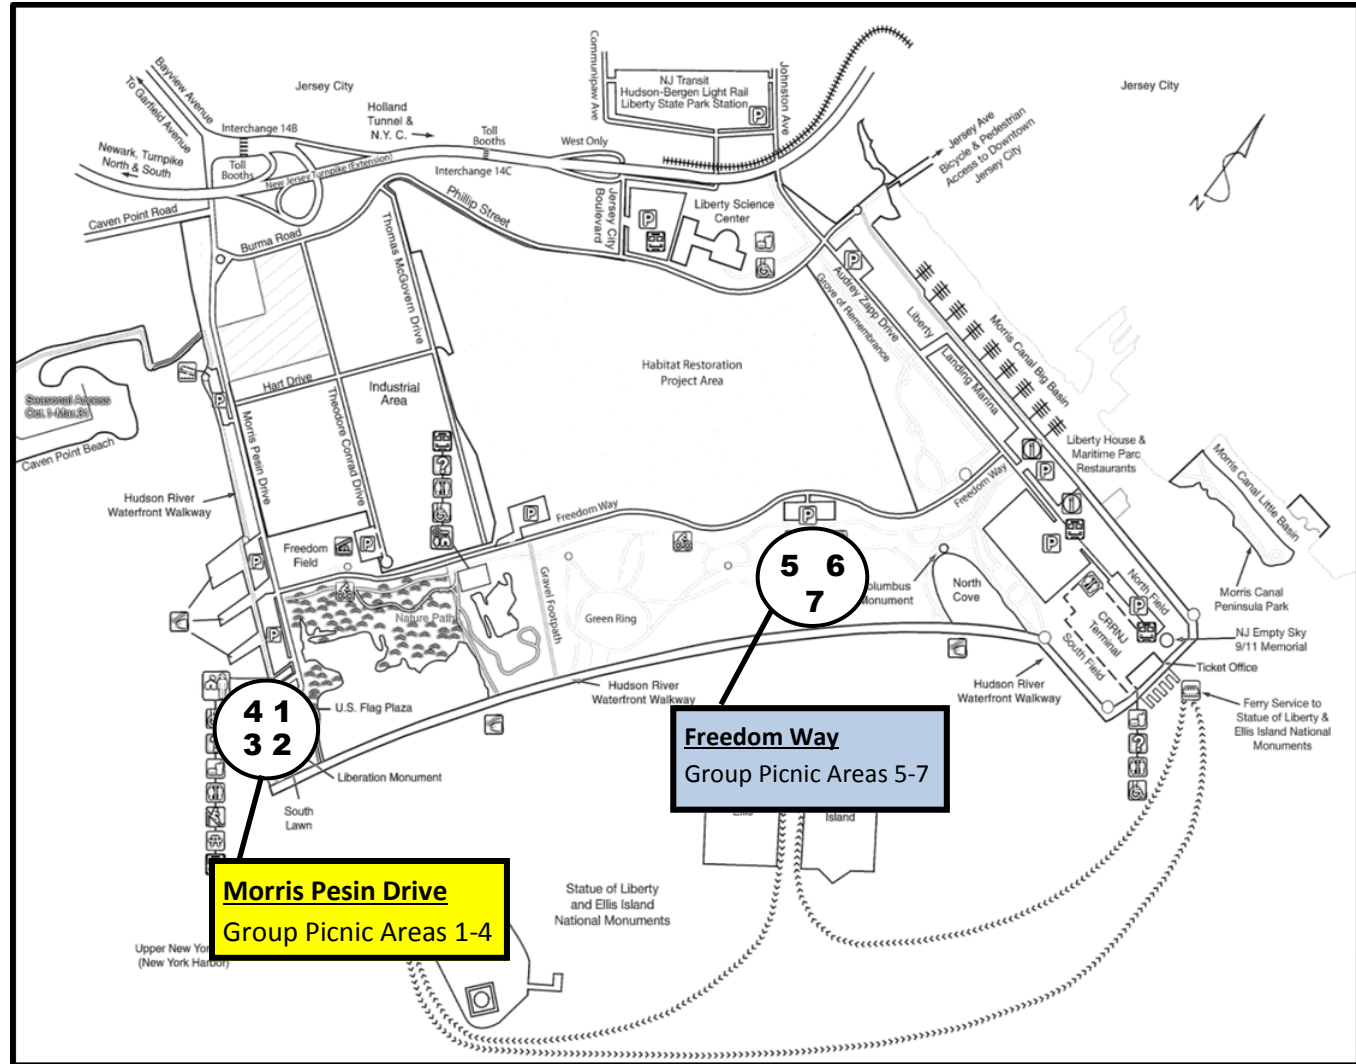 Jersey City
Jersey City
Bayview Avenue
To Garfield Avenue
Interchange 14B
Toll
Booths
Newark, Turnpike
North & South
New Jersey Turnpike (Extension)
Holland
Tunnel &
N.Y. C.
Toll
Booths
Interchange 14C
West Only
Communipaw Ave
NJ Transit
Hudson-Bergen Light Rail
Liberty State Park Station
P
Johnston Ave
Jersey Ave
Bicycle & Pedestrian
Access to Downtown
Jersey City
N
Caven Point Road
Burma Road
Phillip Street
Thomas McGovern Drive
Jersey City
Boulevard
P
Liberty Science
Center
P
Audrey Zapp Drive
Grove of Remembrance
Liberty
Landing Marina
Morris Canal Big Basin
Habitat Restoration
Project Area
Hart Drive
Industrial
Area
Theodore Conrad Drive
Morris Pesin Drive
P
Seasonal Access
Oct. 1-Mar.31
Caven Point Beach
Hudson River
Waterfront Walkway
Liberty House &
Maritime Parc
Restaurants
P
P
Morris Canal Little Basin
Morris Canal
Peninsula Park
Freedom Way
Freedom Way
P
P
?
Freedom
Field
P
P
P
Nature Path
Gravel Footpath
Green Ring
5 6
7
olumbus
Monument
North
Cove
North Field
P
CRRNJ
Terminal
South Field
NJ Empty Sky
9/11 Memorial
Ticket Office
Ferry Service to
Statue of Liberty &
Ellis Island National
Monuments
?
Hudson River
Waterfront Walkway
Hudson River
Waterfront Walkway
U.S. Flag Plaza
4 1
3 2
Liberation Monument
South
Lawn
Freedom Way
Group Picnic Areas 5-7
Island
Morris Pesin Drive
Group Picnic Areas 1-4
Statue of Liberty
and Ellis Island
National Monuments
Upper New Yor
(New York Harbor)